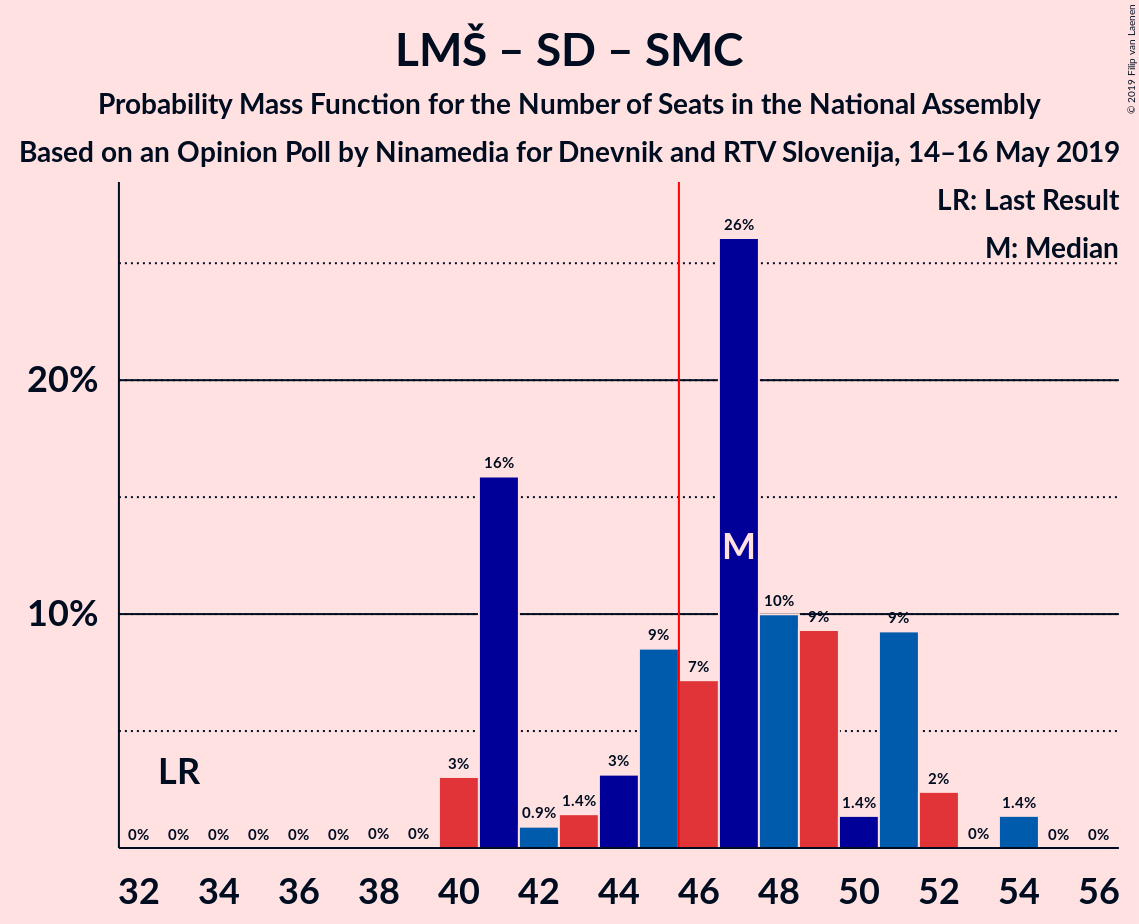 LMŠ – SD – SMC
Probability Mass Function for the Number of Seats in the National Assembly
Based on an Opinion Poll by Ninamedia for Dnevnik and RTV Slovenija, 14–16 May 2019
© 2019 Filip van Laenen
LR: Last Result
M: Median
20%
10%
0% 0% 0% 0% 0% 0% 0% 0% 3% 16% 0.9% 1.4% 3% 9% 7% 26% 10% 9% 1.4% 9% 2% 0% 1.4% 0% 0%
LR
M
32 34 36 38 40 42 44 46 48 50 52 54 56